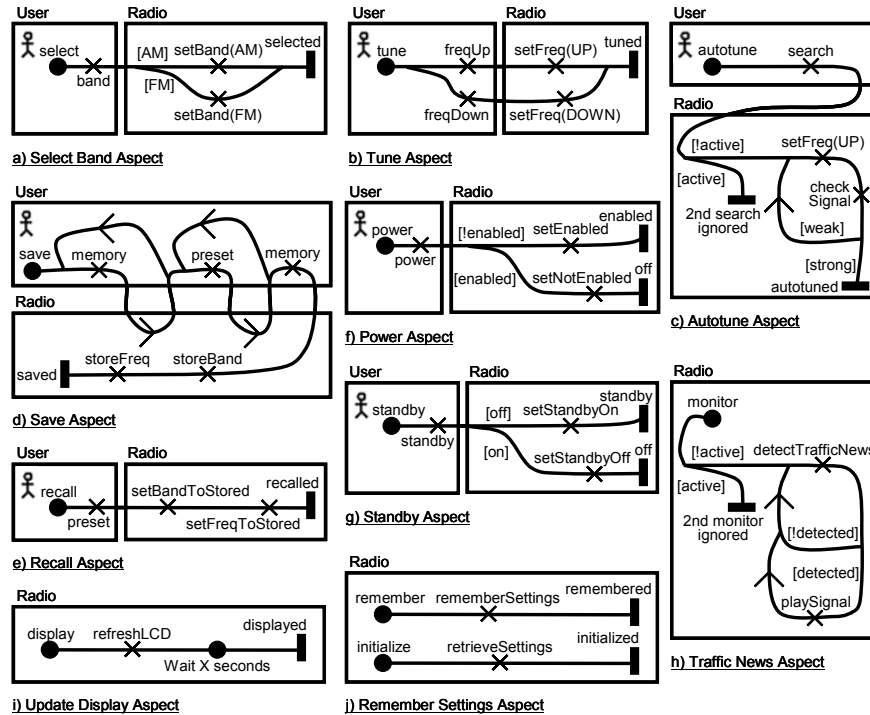 User
Radio
select
band
[AM]
setBand(AM)
selected
[FM]
setBand(FM)
a) Select Band Aspect
User
Radio
tune
freqUp
setFreq(UP)
tuned
freqDown
setFreq(DOWN)
b) Tune Aspect
User
autotune
search
Radio
[!active]
setFreq(UP)
[active]
2nd search
ignored
check
Signal
[weak]
[strong]
autotuned
c) Autotune Aspect
User
save
memory
preset
memory
Radio
storeFreq
storeBand
saved
d) Save Aspect
User
Radio
power
power
[!enabled]
setEnabled
enabled
[enabled]
setNotEnabled
off
f) Power Aspect
User
Radio
recall
preset
setBandToStored
recalled
setFreqToStored
e) Recall Aspect
User
Radio
standby
standby
[off]
setStandbyOn
standby
[on]
setStandbyOff
off
g) Standby Aspect
Radio
monitor
[!active]
detectTrafficNews
[active]
2nd monitor
ignored
[!detected]
[detected]
playSignal
h) Traffic News Aspect
Radio
display
refreshLCD
displayed
Wait X seconds
i) Update Display Aspect
Radio
remember
rememberSettings
remembered
initialize
retrieveSettings
initialized
j) Remember Settings Aspect